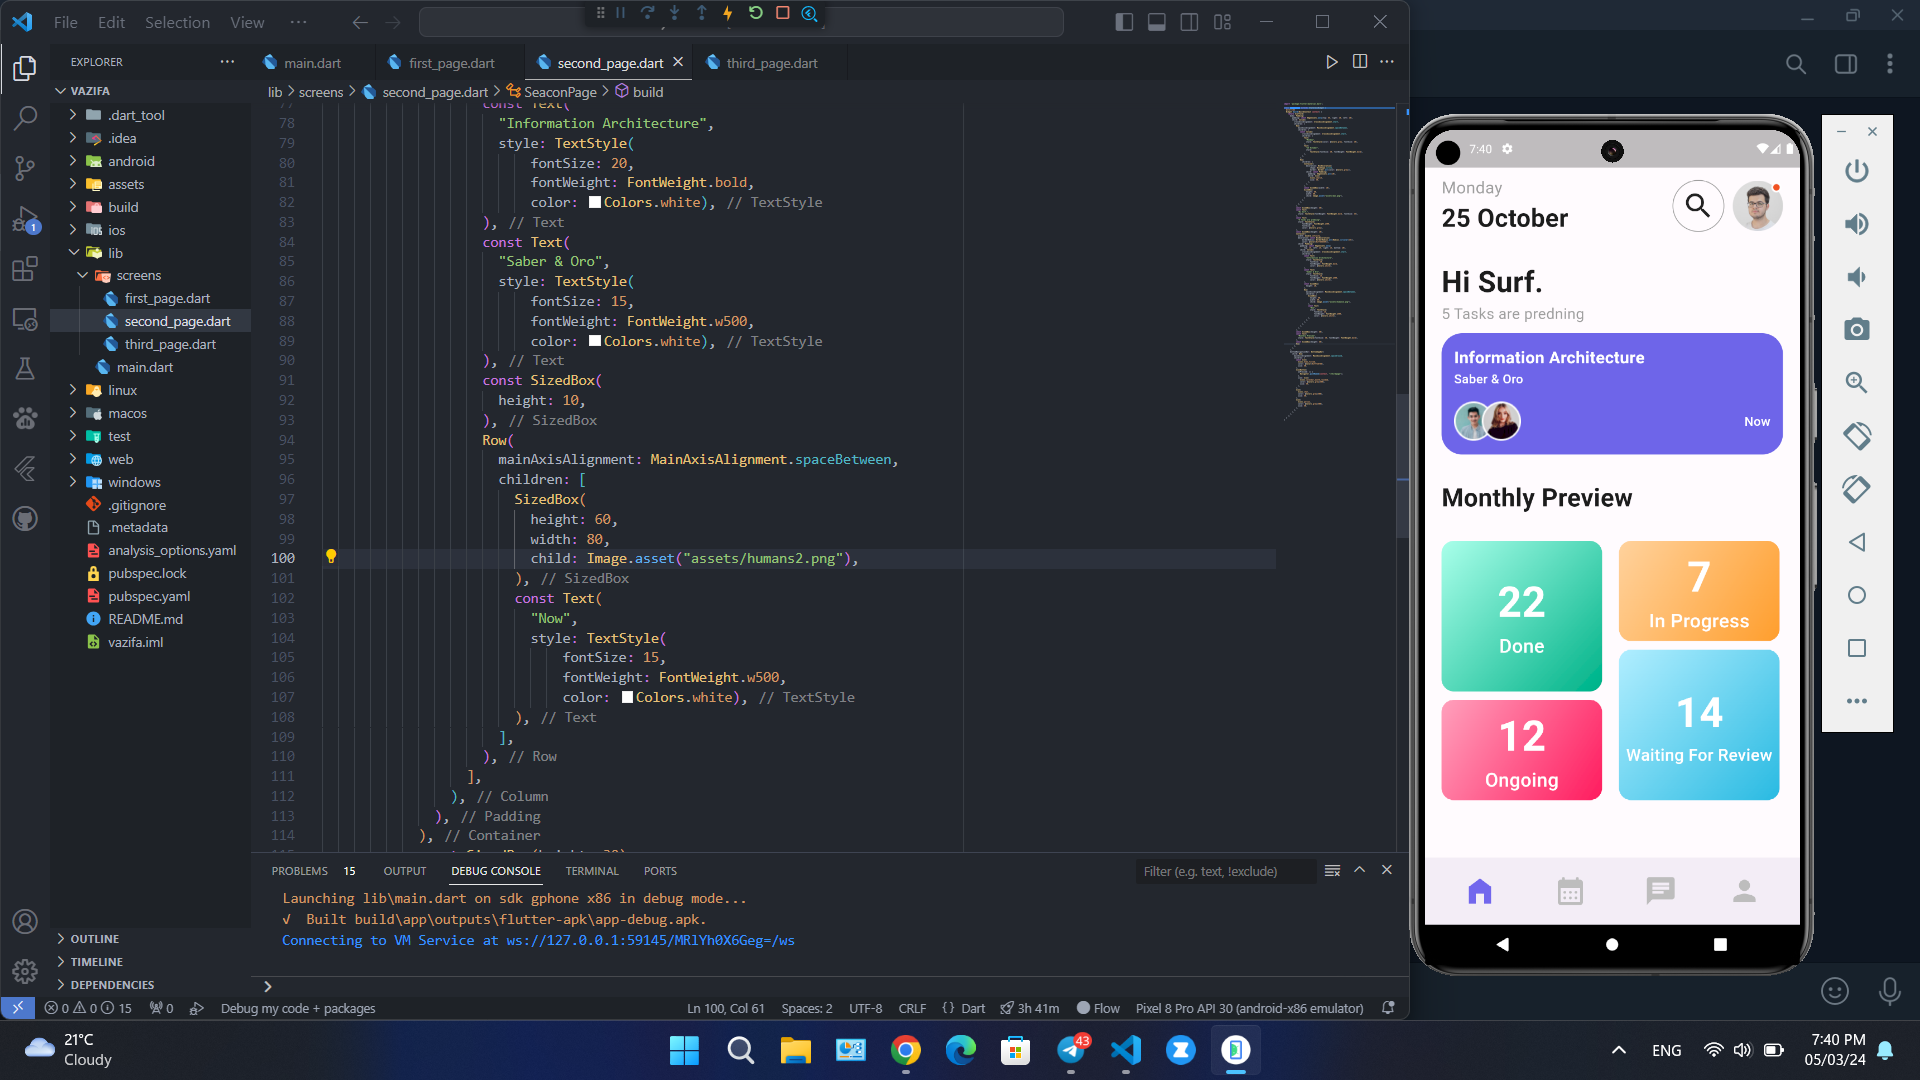 File Edit Selection View ···
EXPLORER ···
main.dart
first_page.dart
second_page.dart
third_page.dart
VAZIFA
lib > screens > second_page.dart > SeaconPage > build
.dart_tool
.idea
android
assets
build
ios
lib
screens
first_page.dart
second_page.dart
third_page.dart
main.dart
linux
macos
test
web
windows
.gitignore
.metadata
analysis_options.yaml
pubspec.lock
pubspec.yaml
README.md
vazifa.iml
OUTLINE
TIMELINE
DEPENDENCIES
1
77 const Text(
78 "Information Architecture",
79 style: TextStyle(
80 fontSize: 20,
81 fontWeight: FontWeight.bold,
82 color: Colors.white), // TextStyle
83 ), // Text
84 const Text(
85 "Saber & Oro",
86 style: TextStyle(
87 fontSize: 15,
88 fontWeight: FontWeight.w500,
89 color: Colors.white), // TextStyle
90 ), // Text
91 const SizedBox(
92 height: 10,
93 ), // SizedBox
94 Row(
95 mainAxisAlignment: MainAxisAlignment.spaceBetween,
96 children: [
97 SizedBox(
98 height: 60,
99 width: 80,
100 child: Image.asset("assets/humans2.png"),
101 ), // SizedBox
102 const Text(
103 "Now",
104 style: TextStyle(
105 fontSize: 15,
106 fontWeight: FontWeight.w500,
107 color: Colors.white), // TextStyle
108 ), // Text
109 ],
110 ), // Row
111 ],
112 ), // Column
113 ), // Padding
114 ), // Container
PROBLEMS 15 OUTPUT DEBUG CONSOLE TERMINAL PORTS
Filter (e.g. text, !exclude)
Launching lib\main.dart on sdk gphone x86 in debug mode...
√ Built build\app\outputs\flutter-apk\app-debug.apk.
Connecting to VM Service at ws://127.0.0.1:59145/MRlYh0X6Geg=/ws
>
0 0 15 0 Debug my code + packages
Ln 100, Col 61 Spaces: 2 UTF-8 CRLF {} Dart 3h 41m Flow Pixel 8 Pro API 30 (android-x86 emulator)
7:40
Monday
25 October
Hi Surf.
5 Tasks are predning
Information Architecture
Saber & Oro
Now
Monthly Preview
22
Done
7
In Progress
12
Ongoing
14
Waiting For Review
21°C
Cloudy
43
ENG
7:40 PM
05/03/24